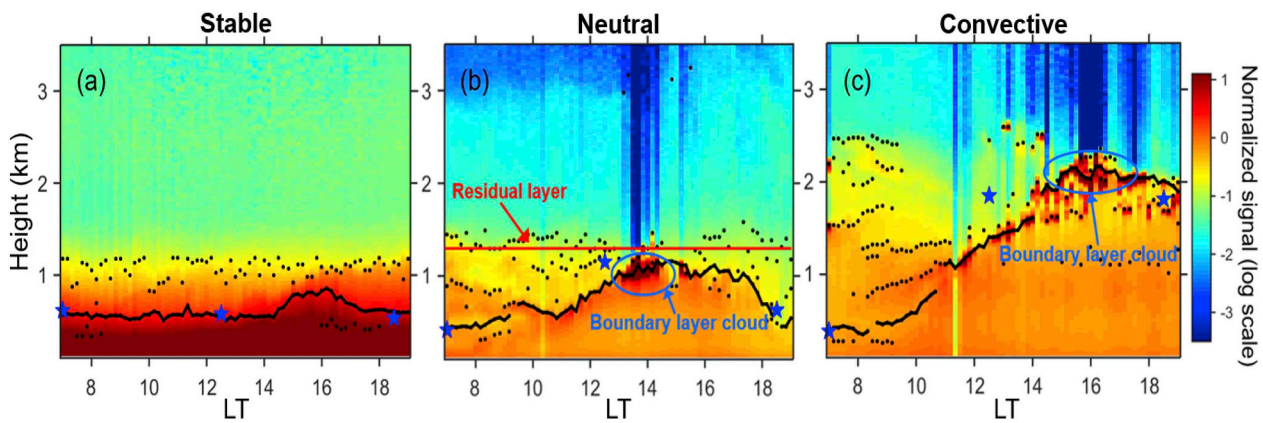 Stable
Neutral
Convective
(a)
(b)
(c)
Height (km)
3
2
1
8
10
12
14
16
18
LT
3
2
1
Residual layer
Boundary layer cloud
8
10
12
14
16
18
LT
3
2
1
Boundary layer cloud
8
10
12
14
16
18
LT
1
0
-1
-2
-3
Normalized signal (log scale)